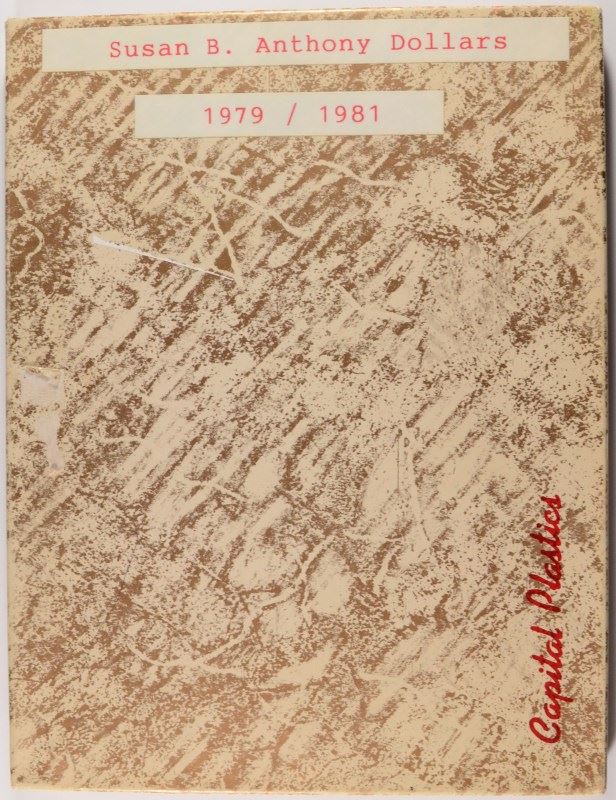 Susan B. Anthony Dollars
1979 / 1981
Capital Plastics